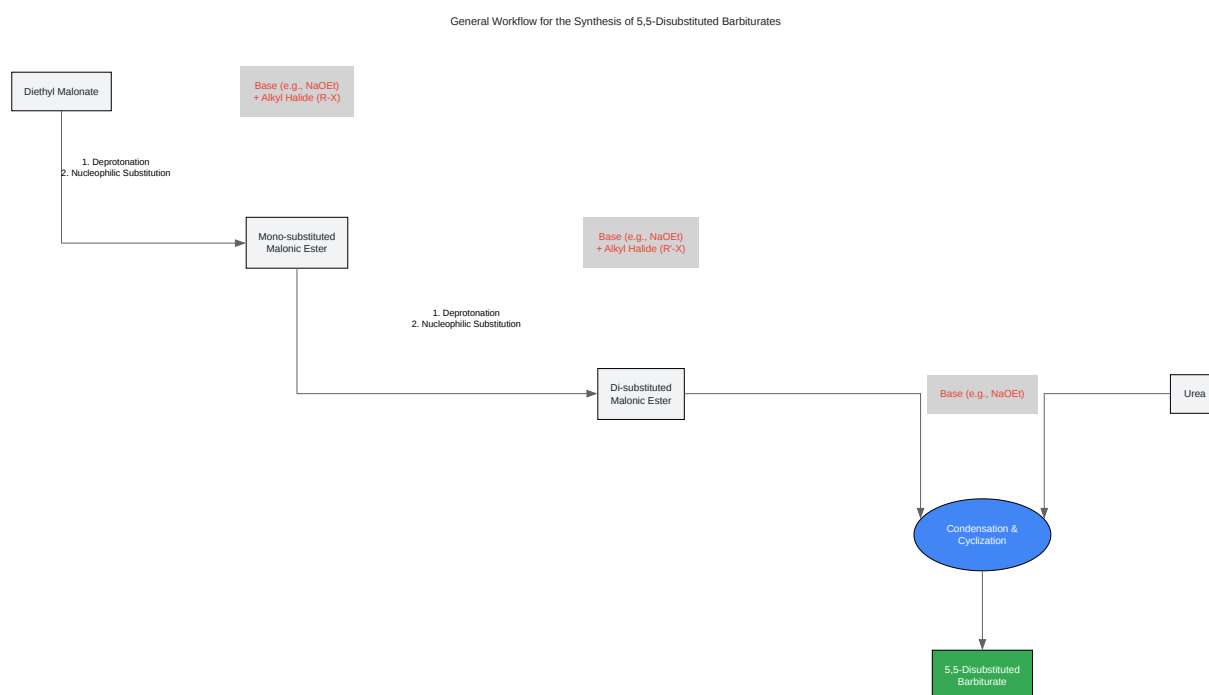 General Workflow for the Synthesis of 5,5-Disubstituted Barbiturates
Diethyl Malonate
Base (e.g., NaOEt)
+ Alkyl Halide (R-X)
1. Deprotonation
2. Nucleophilic Substitution
Mono-substituted
Malonic Ester
Base (e.g., NaOEt)
+ Alkyl Halide (R'-X)
1. Deprotonation
2. Nucleophilic Substitution
Di-substituted
Malonic Ester
Base (e.g., NaOEt)
Urea
Condensation &
Cyclization
5,5-Disubstituted
Barbiturate